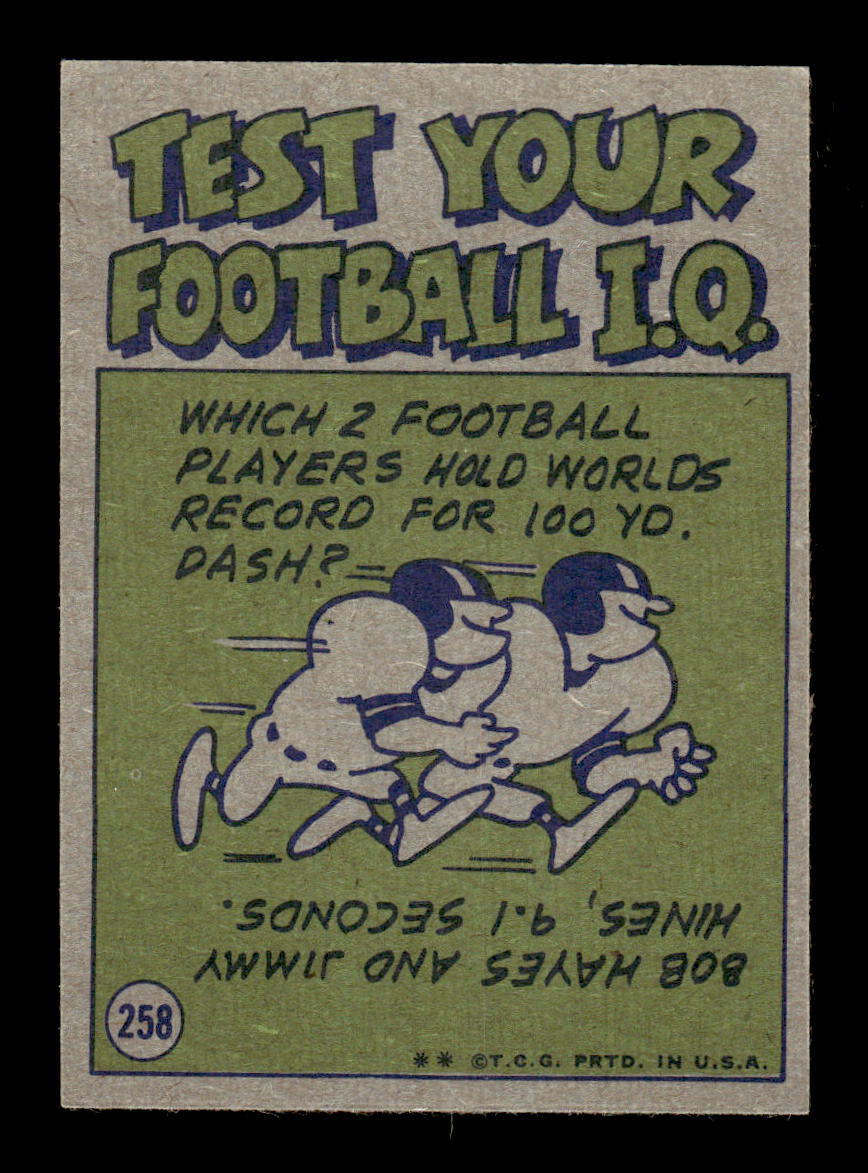 TEST YOUR
FOOTBALL I.Q.
WHICH 2 FOOTBALL
PLAYERS HOLD WORLDS
RECORD FOR 100 YD.
DASH?
BOB HAYES AND JIMMY
HINES, 9.1 SECONDS.
258
** ©T.C.G. PRTD. IN U.S.A.